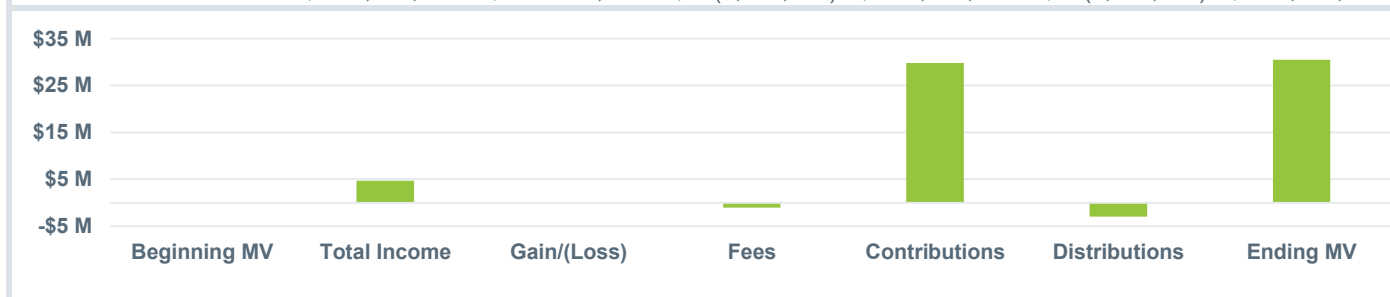 $35 M
$25 M
$15 M
$5 M
-$5 M
Beginning MV Total Income Gain/(Loss) Fees Contributions Distributions Ending MV